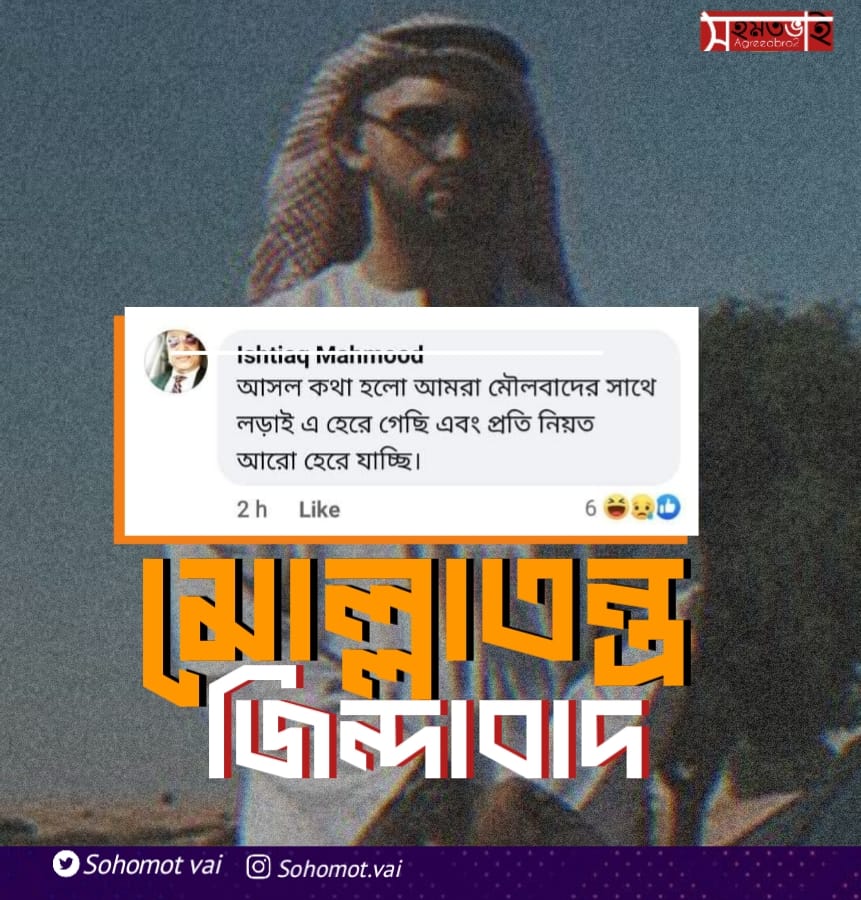 সহমতভাই
Agreeobro2
Ishtiaq Mahmood
আসল কথা হলো আমরা মৌলবাদের সাথে
লড়াই এ হেরে গেছি এবং প্রতি নিয়ত
আরো হেরে যাচ্ছি।
2 h Like 6
মোল্লাতন্ত্র
জিন্দাবাদ
Sohomot vai Sohomot.vai